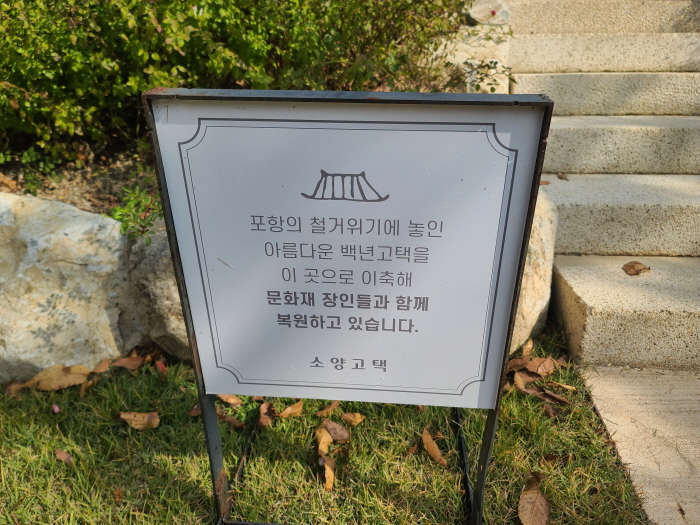 포항의 철거위기에 놓인
아름다운 백년고택을
이 곳으로 이축해
문화재 장인들과 함께
복원하고 있습니다.
소양고택